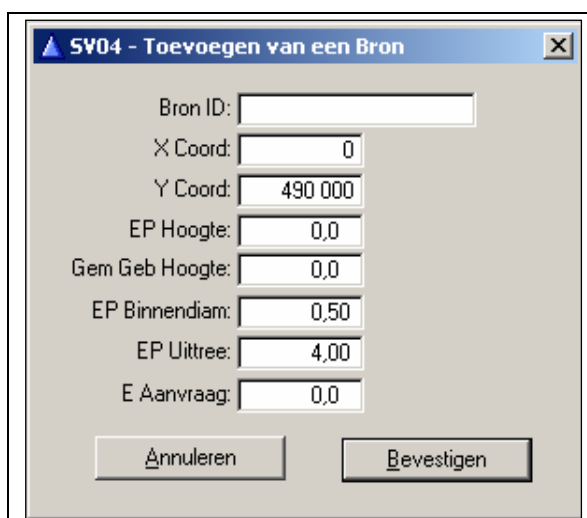 SV04 - Toevoegen van een Bron
Bron ID:
X Coord: 0
Y Coord: 490 000
EP Hoogte: 0,0
Gem Geb Hoogte: 0,0
EP Binnendiam: 0,50
EP Uittree: 4,00
E Aanvraag: 0,0
Annuleren Bevestigen